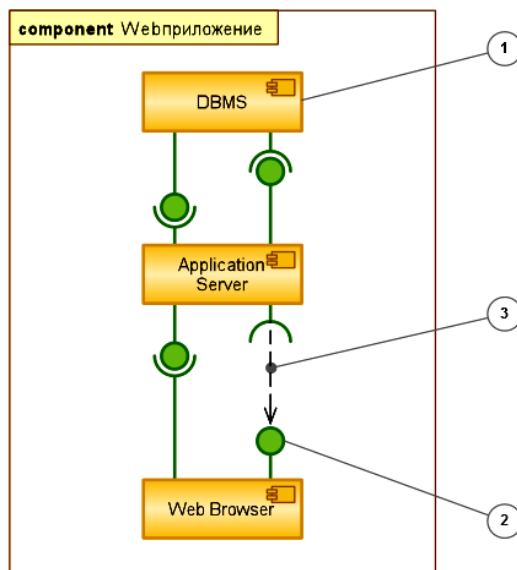 component Webприложение
1
DBMS
Application
Server
3
Web Browser
2